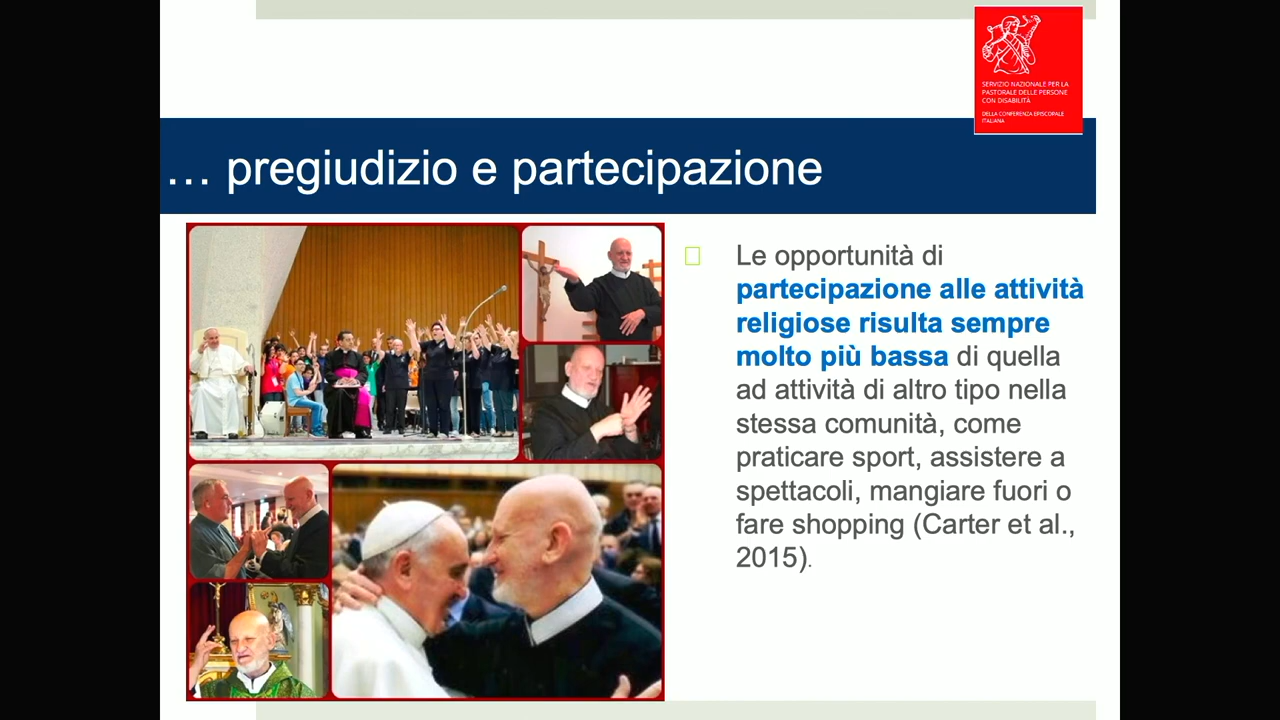 SERVIZIO NAZIONALE PER LA
PASTORALE DELLE PERSONE
CON DISABILITÀ
DELLA CONFERENZA EPISCOPALE
ITALIANA
... pregiudizio e partecipazione
Le opportunità di
partecipazione alle attività
religiose risulta sempre
molto più bassa di quella
ad attività di altro tipo nella
stessa comunità, come
praticare sport, assistere a
spettacoli, mangiare fuori o
fare shopping (Carter et al.,
2015).